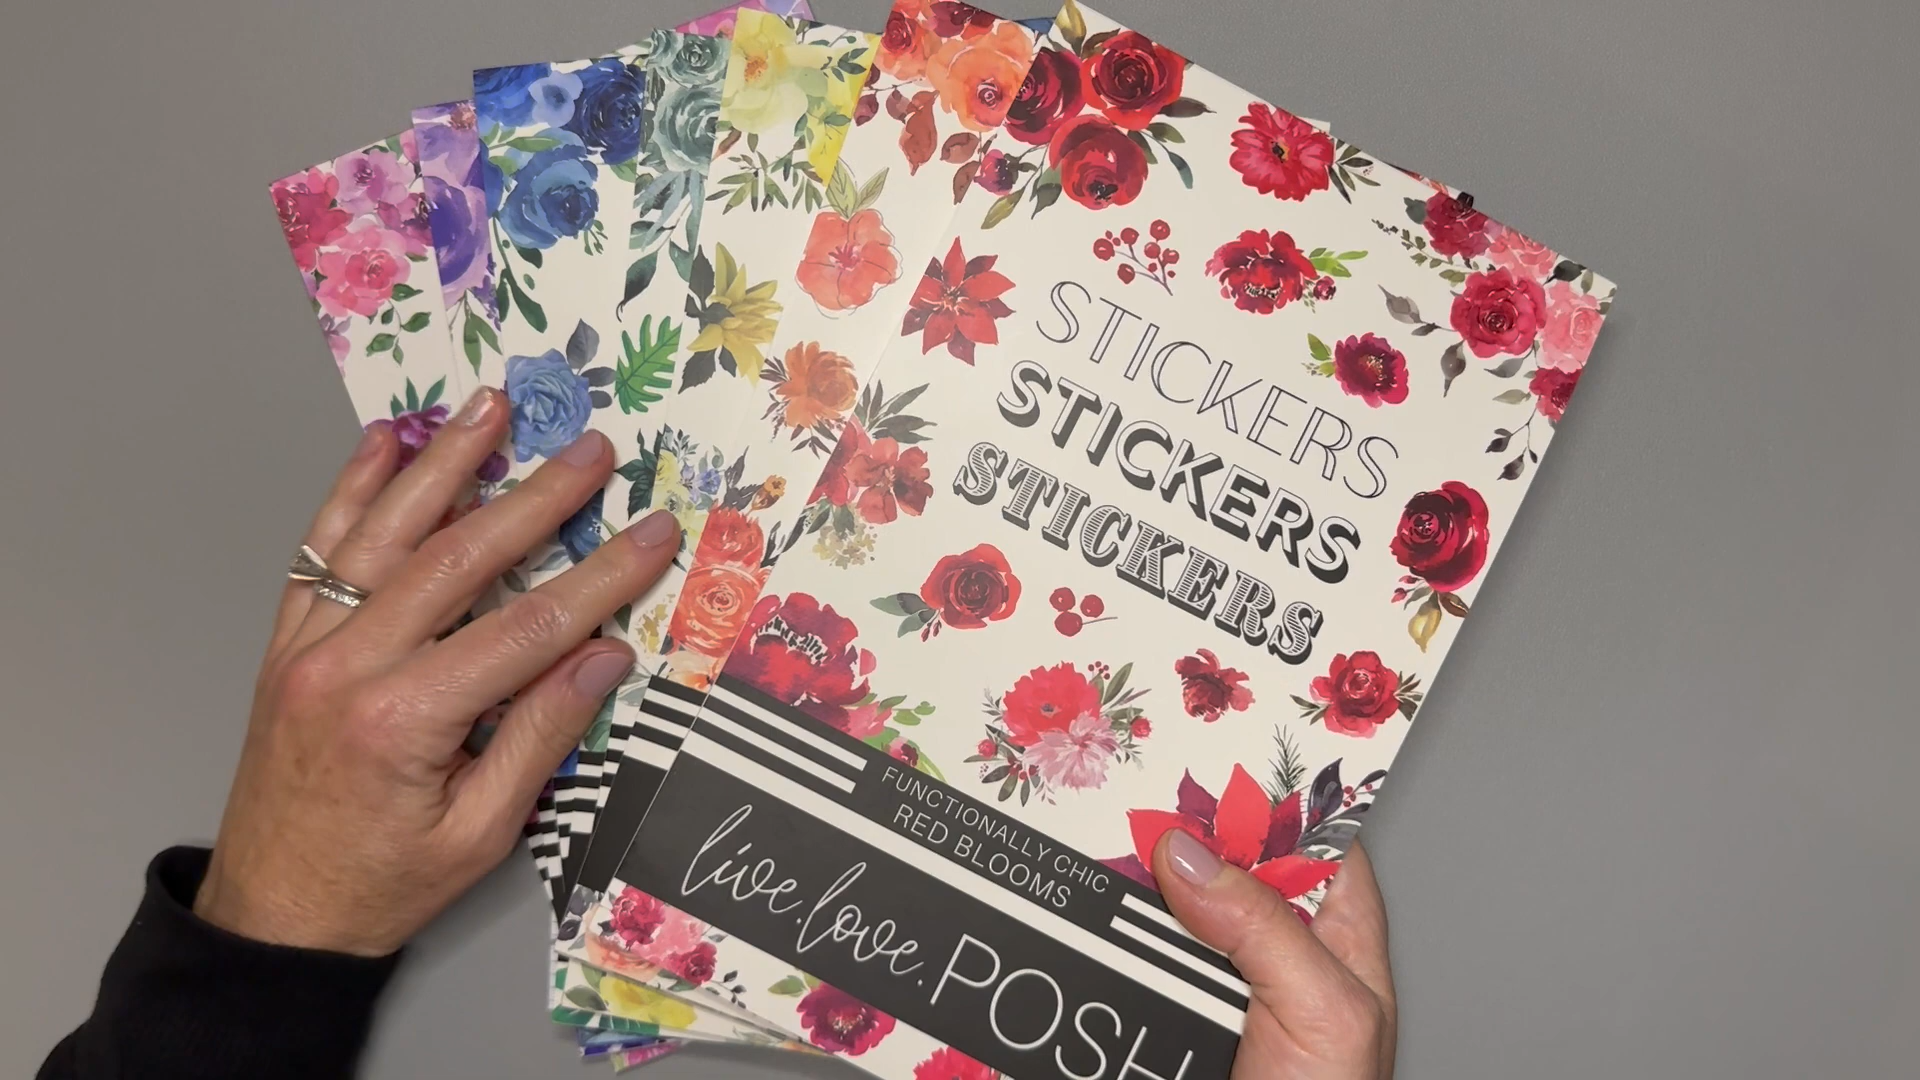 STICKERS
STICKERS
STICKERS
FUNCTIONALLY CHIC
RED BLOOMS
live.love.POSH